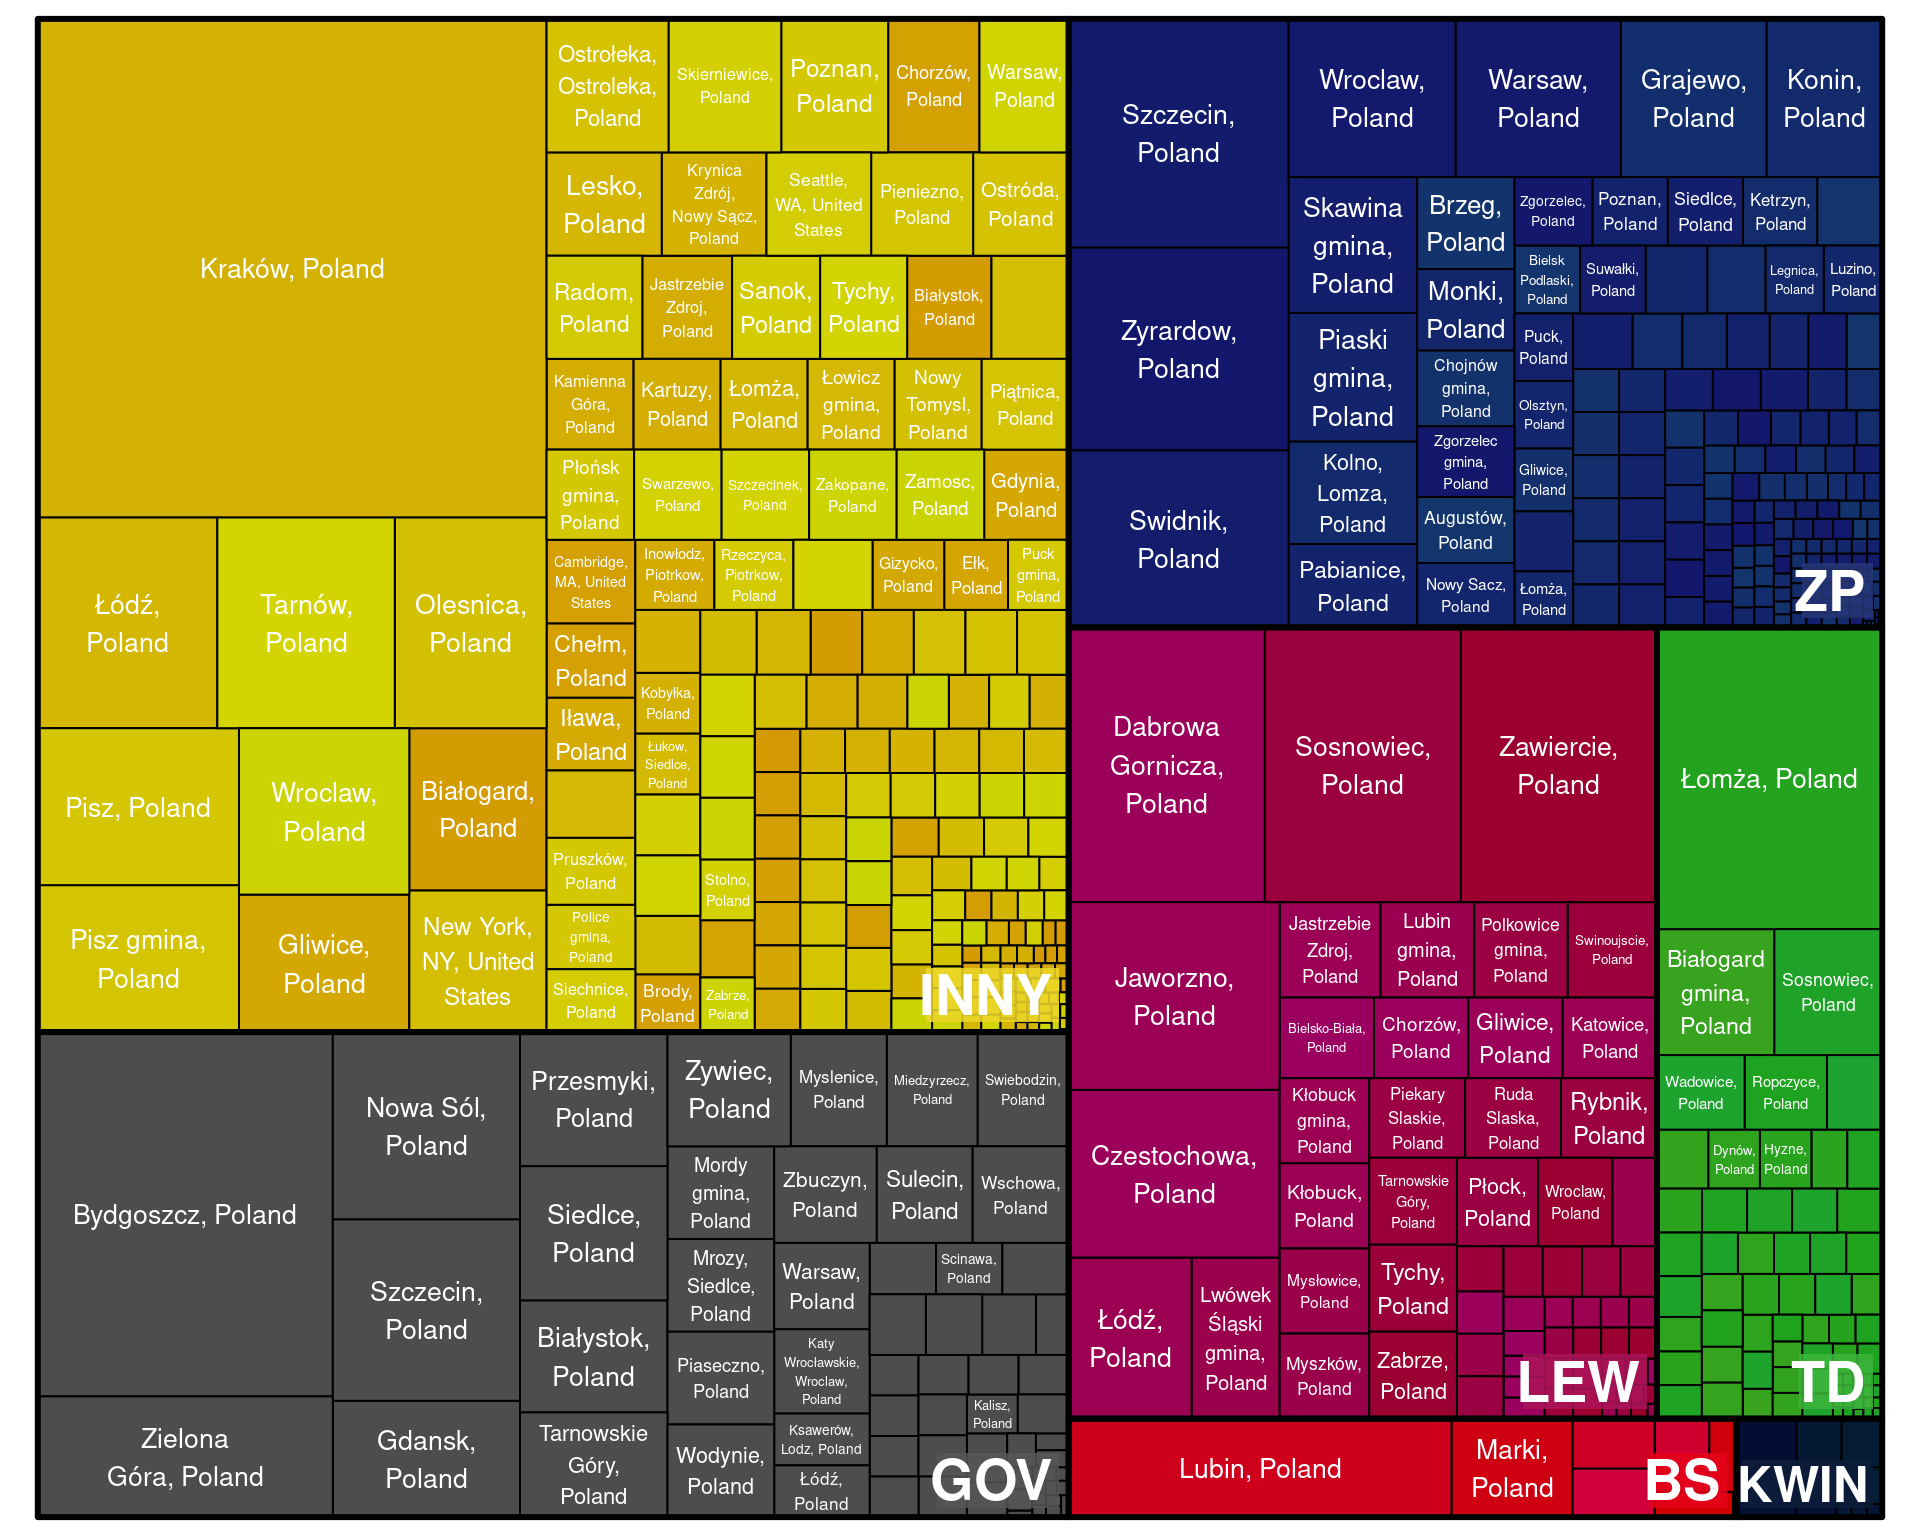 Kraków, Poland
Łódź,
Poland
Tarnów,
Poland
Olesnica,
Poland
Pisz, Poland
Wroclaw,
Poland
Białogard,
Poland
Pisz gmina,
Poland
Gliwice,
Poland
New York,
NY, United
States
Ostrołeka,
Ostroleka,
Poland
Skierniewice,
Poland
Poznan,
Poland
Chorzów,
Poland
Warsaw,
Poland
Lesko,
Poland
Krynica
Zdrój,
Nowy Sącz,
Poland
Seattle,
WA, United
States
Pieniezno,
Poland
Ostróda,
Poland
Radom,
Poland
Jastrzebie
Zdroj,
Poland
Sanok,
Poland
Tychy,
Poland
Białystok,
Poland
Kamienna
Góra,
Poland
Kartuzy,
Poland
Łomża,
Poland
Łowicz
gmina,
Poland
Nowy
Tomysl,
Poland
Piątnica,
Poland
Płońsk
gmina,
Poland
Swarzewo,
Poland
Szczecinek,
Poland
Zakopane,
Poland
Zamosc,
Poland
Gdynia,
Poland
Cambridge,
MA, United
States
Inowłodz,
Piotrkow,
Poland
Rzeczyca,
Piotrkow,
Poland
Gizycko,
Poland
Ełk,
Poland
Puck
gmina,
Poland
Chełm,
Poland
Iława,
Poland
Kobyłka,
Poland
Łukow,
Siedlce,
Poland
Pruszków,
Poland
Stolno,
Poland
Police
gmina,
Poland
Siechnice,
Poland
Brody,
Poland
Zabrze,
Poland
INNY
Szczecin,
Poland
Zyrardow,
Poland
Swidnik,
Poland
Wroclaw,
Poland
Warsaw,
Poland
Grajewo,
Poland
Konin,
Poland
Skawina
gmina,
Poland
Piaski
gmina,
Poland
Kolno,
Lomza,
Poland
Pabianice,
Poland
Brzeg,
Poland
Monki,
Poland
Chojnów
gmina,
Poland
Zgorzelec
gmina,
Poland
Augustów,
Poland
Nowy Sacz,
Poland
Zgorzelec,
Poland
Poznan,
Poland
Siedlce,
Poland
Ketrzyn,
Poland
Bielsk
Podlaski,
Poland
Suwałki,
Poland
Legnica,
Poland
Luzino,
Poland
Puck,
Poland
Olsztyn,
Poland
Gliwice,
Poland
Łomża,
Poland
ZP
Dabrowa
Gornicza,
Poland
Sosnowiec,
Poland
Zawiercie,
Poland
Jaworzno,
Poland
Czestochowa,
Poland
Łódź,
Poland
Lwówek
Śląski
gmina,
Poland
Jastrzebie
Zdroj,
Poland
Lubin
gmina,
Poland
Polkowice
gmina,
Poland
Swinoujscie,
Poland
Bielsko-Biała,
Poland
Chorzów,
Poland
Gliwice,
Poland
Katowice,
Poland
Kłobuck
gmina,
Poland
Piekary
Slaskie,
Poland
Ruda
Slaska,
Poland
Rybnik,
Poland
Kłobuck,
Poland
Tarnowskie
Góry,
Poland
Płock,
Poland
Wroclaw,
Poland
Mysłowice,
Poland
Tychy,
Poland
Myszków,
Poland
Zabrze,
Poland
LEW
Łomża, Poland
Białogard
gmina,
Poland
Sosnowiec,
Poland
Wadowice,
Poland
Ropczyce,
Poland
Dynów,
Poland
Hyzne,
Poland
TD
Bydgoszcz, Poland
Zielona
Góra, Poland
Nowa Sól,
Poland
Szczecin,
Poland
Gdansk,
Poland
Przesmyki,
Poland
Siedlce,
Poland
Białystok,
Poland
Tarnowskie
Góry,
Poland
Zywiec,
Poland
Myslenice,
Poland
Miedzyrzecz,
Poland
Swiebodzin,
Poland
Mordy
gmina,
Poland
Zbuczyn,
Poland
Sulecin,
Poland
Wschowa,
Poland
Mrozy,
Siedlce,
Poland
Warsaw,
Poland
Scinawa,
Poland
Piaseczno,
Poland
Katy
Wrocławskie,
Wroclaw,
Poland
Wodynie,
Poland
Ksawerów,
Lodz, Poland
Łódź,
Poland
Kalisz,
Poland
GOV
Lubin, Poland
Marki,
Poland
BS
KWIN